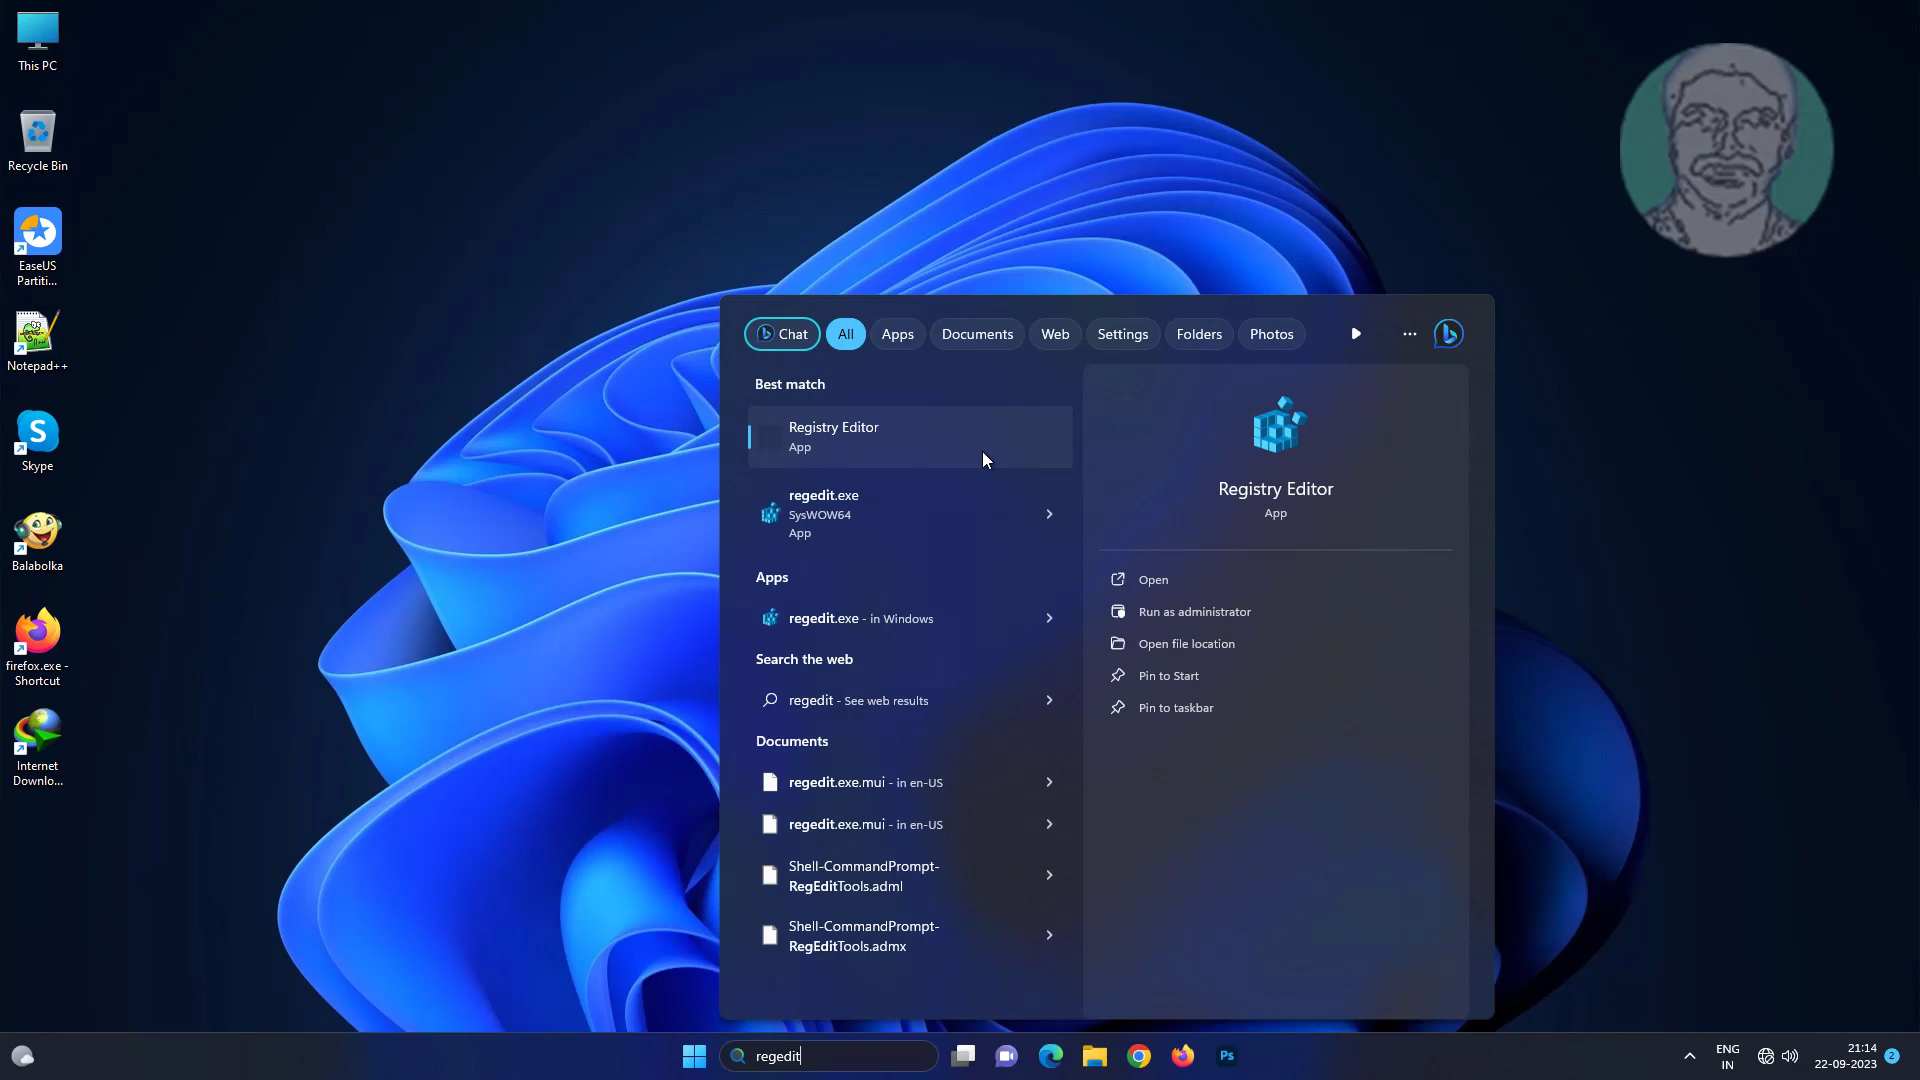 This PC
Recycle Bin
EaseUS
Partiti...
Notepad++
S
Skype
Balabolka
firefox.exe -
Shortcut
Internet
Downlo...
Chat
All
Apps
Documents
Web
Settings
Folders
Photos
Best match
Registry Editor
App
regedit.exe
SysWOW64
App
Apps
regedit.exe - in Windows
Search the web
regedit - See web results
Documents
regedit.exe.mui - in en-US
regedit.exe.mui - in en-US
Shell-CommandPrompt-
RegEditTools.adml
Shell-CommandPrompt-
RegEditTools.admx
Registry Editor
App
Open
Run as administrator
Open file location
Pin to Start
Pin to taskbar
regedit
Ps
ENG
IN
21:14
22-09-2023
2